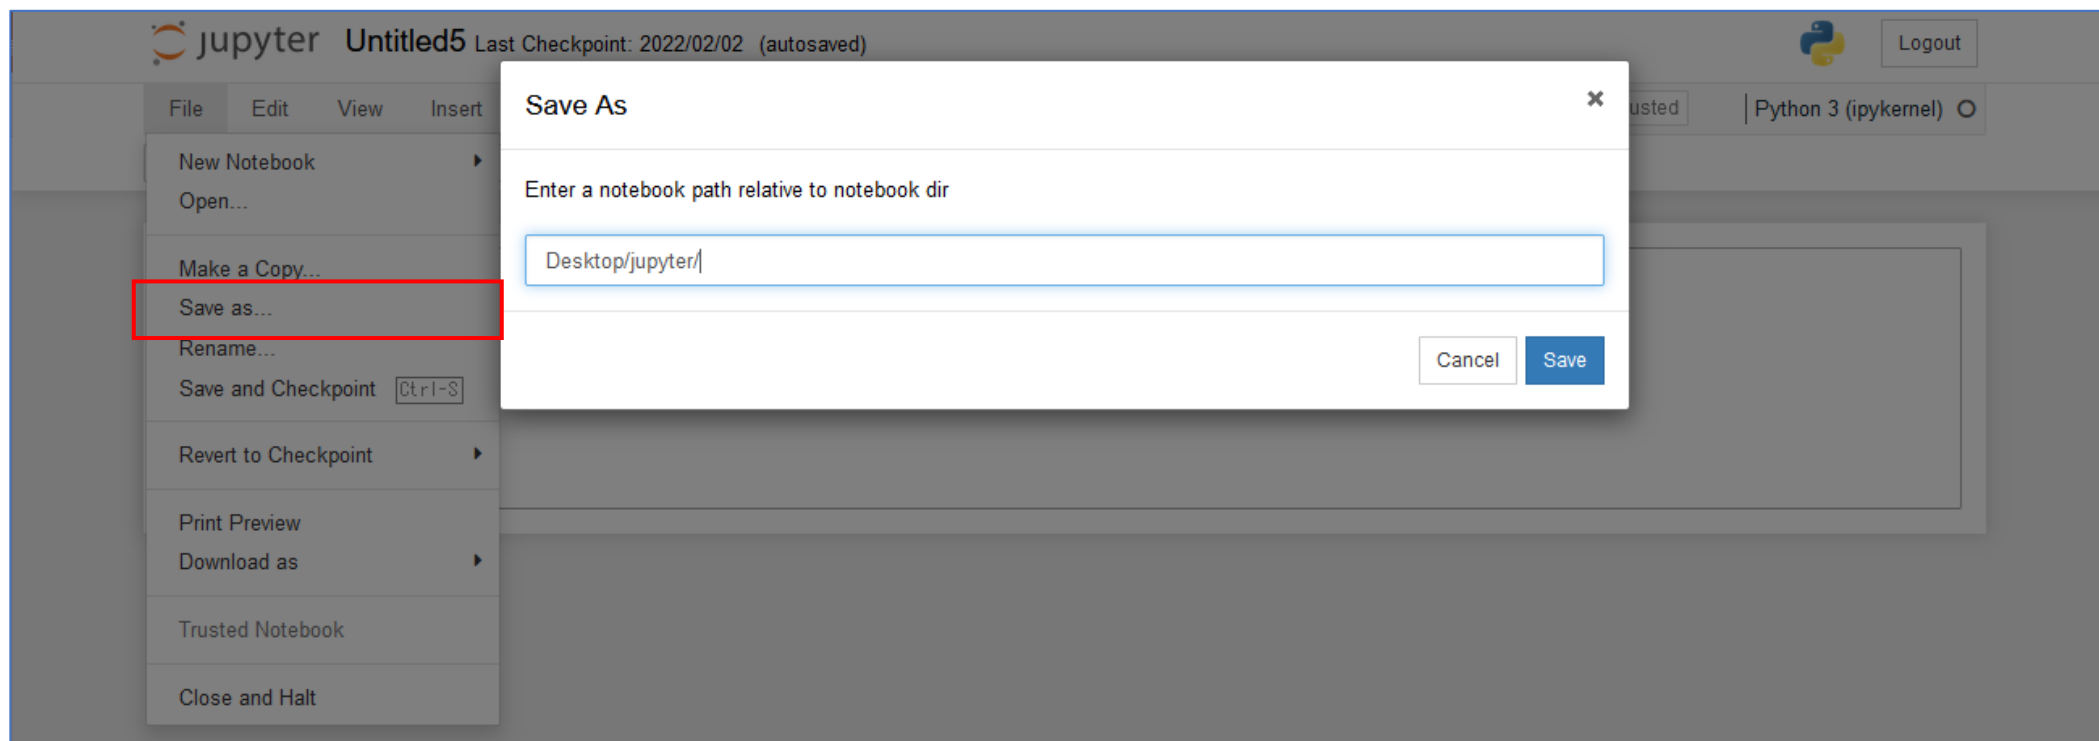 jupyter Untitled5 Last Checkpoint: 2022/02/02 (autosaved)
Logout
File Edit View Insert
usted
Python 3 (ipykernel)
New Notebook
Open...
Make a Copy...
Save as...
Rename...
Save and Checkpoint Ctrl-S
Revert to Checkpoint
Print Preview
Download as
Trusted Notebook
Close and Halt
Save As
Enter a notebook path relative to notebook dir
Desktop/jupyter/
Cancel Save